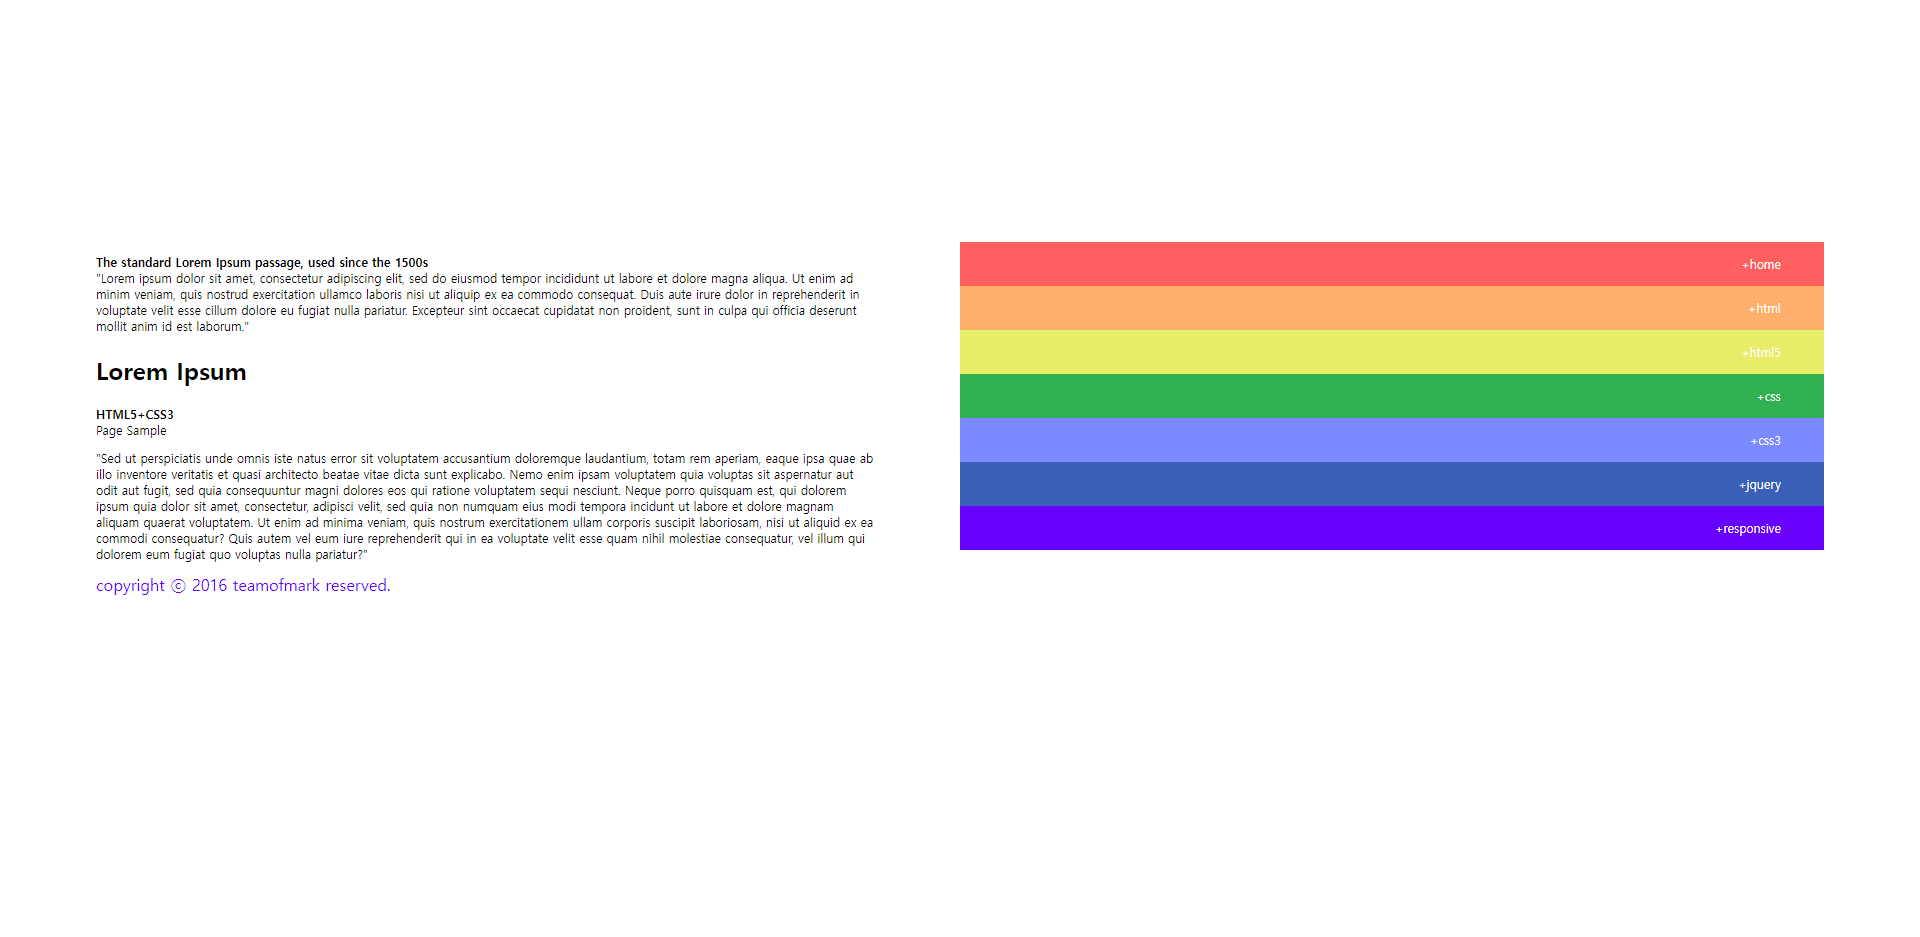 The standard Lorem Ipsum passage, used since the 1500s
"Lorem ipsum dolor sit amet, consectetur adipiscing elit, sed do eiusmod tempor incididunt ut labore et dolore magna aliqua. Ut enim ad
minim veniam, quis nostrud exercitation ullamco laboris nisi ut aliquip ex ea commodo consequat. Duis aute irure dolor in reprehenderit in
voluptate velit esse cillum dolore eu fugiat nulla pariatur. Excepteur sint occaecat cupidatat non proident, sunt in culpa qui officia deserunt
mollit anim id est laborum."
Lorem Ipsum
HTML5+CSS3
Page Sample
"Sed ut perspiciatis unde omnis iste natus error sit voluptatem accusantium doloremque laudantium, totam rem aperiam, eaque ipsa quae ab
illo inventore veritatis et quasi architecto beatae vitae dicta sunt explicabo. Nemo enim ipsam voluptatem quia voluptas sit aspernatur aut
odit aut fugit, sed quia consequuntur magni dolores eos qui ratione voluptatem sequi nesciunt. Neque porro quisquam est, qui dolorem
ipsum quia dolor sit amet, consectetur, adipisci velit, sed quia non numquam eius modi tempora incidunt ut labore et dolore magnam
aliquam quaerat voluptatem. Ut enim ad minima veniam, quis nostrum exercitationem ullam corporis suscipit laboriosam, nisi ut aliquid ex ea
commodi consequatur? Quis autem vel eum iure reprehenderit qui in ea voluptate velit esse quam nihil molestiae consequatur, vel illum qui
dolorem eum fugiat quo voluptas nulla pariatur?"
copyright ⓒ 2016 teamofmark reserved.
+home
+html
+html5
+css
+css3
+jquery
+responsive